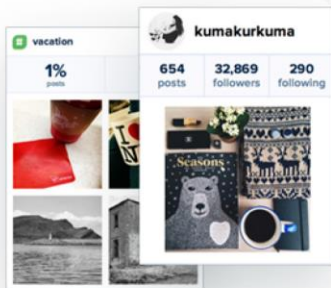 vacation
1%
posts
kumakurkuma
654 32,869 290
posts followers following
Seasons